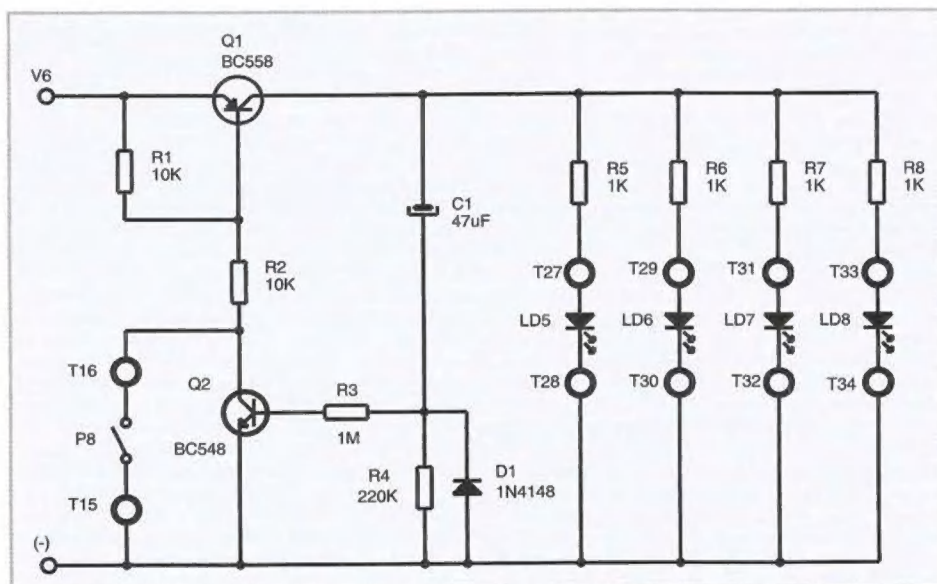 Q1
BC558
V6
R1
10K
C1
47uF
R5
1K
R6
1K
R7
1K
R8
1K
R2
10K
T27
T29
T31
T33
LD5
LD6
LD7
LD8
T16
Q2
R3
T28
T30
T32
T34
P8
BC548
1M
R4
220K
D1
1N4148
T15
(-)